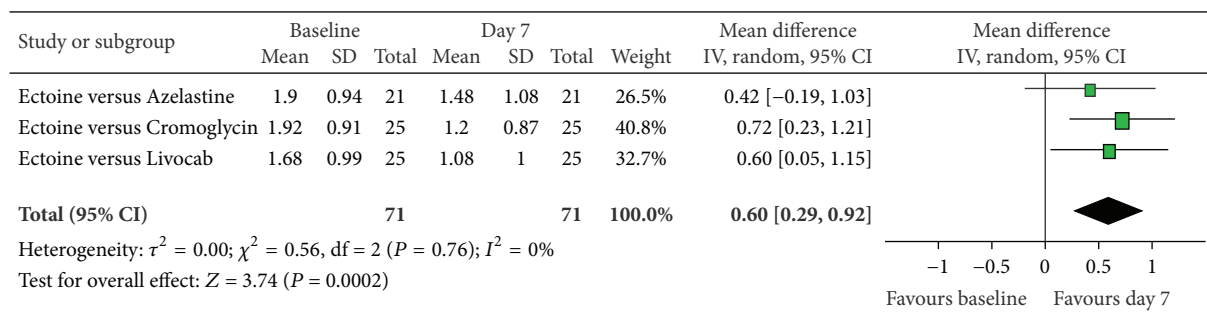 Study or subgroup Baseline Day 7 Mean difference Mean difference
Mean SD Total Mean SD Total Weight IV, random, 95% CI IV, random, 95% CI
Ectoine versus Azelastine 1.9 0.94 21 1.48 1.08 21 26.5% 0.42 [−0.19, 1.03]
Ectoine versus Cromoglycin 1.92 0.91 25 1.2 0.87 25 40.8% 0.72 [0.23, 1.21]
Ectoine versus Livocab 1.68 0.99 25 1.08 1 25 32.7% 0.60 [0.05, 1.15]
Total (95% CI) 71 71 100.0% 0.60 [0.29, 0.92]
Heterogeneity: τ² = 0.00; χ² = 0.56, df = 2 (P = 0.76); I² = 0%
Test for overall effect: Z = 3.74 (P = 0.0002)
−1 −0.5 0 0.5 1
Favours baseline Favours day 7